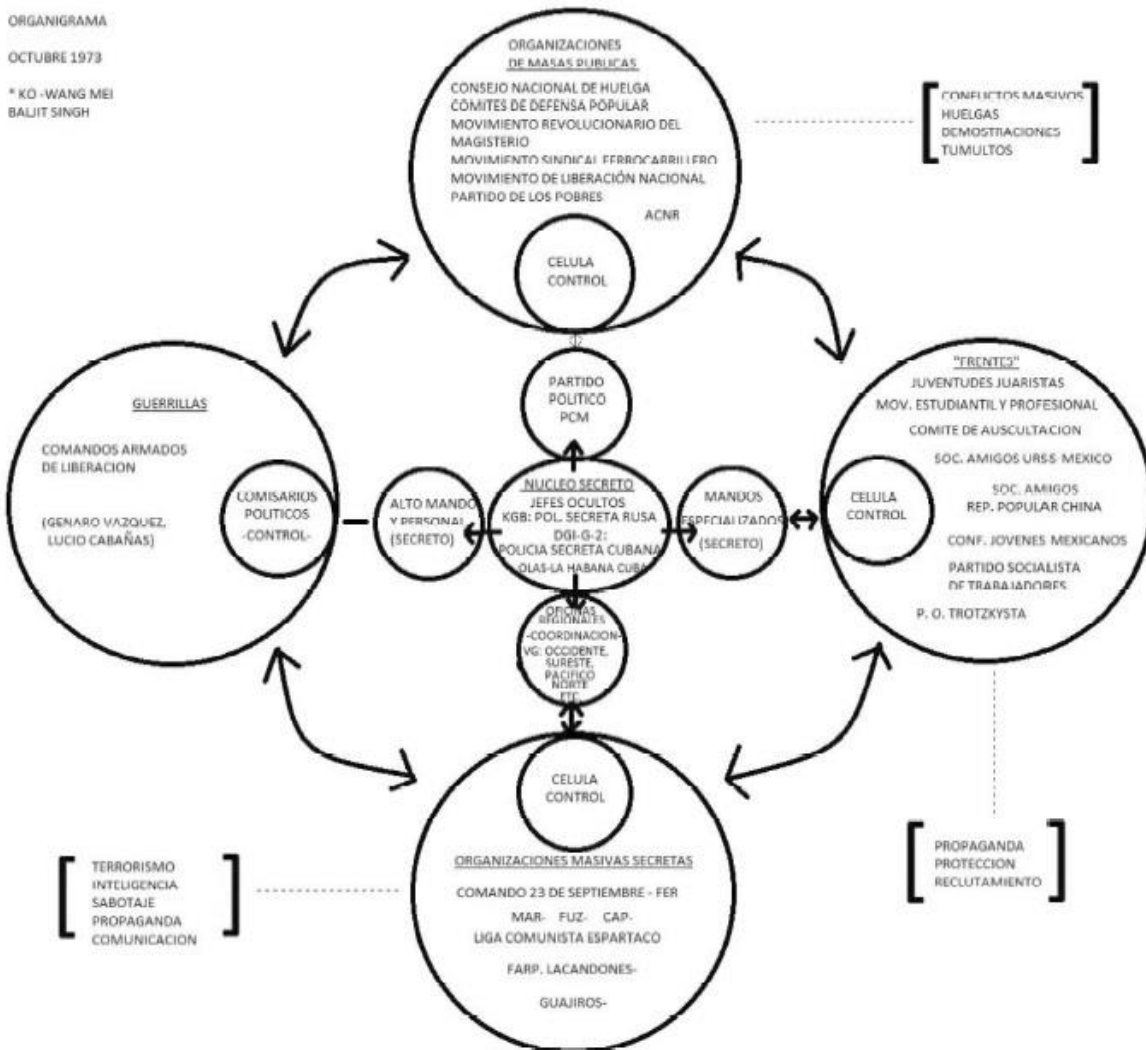 ORGANIGRAMA
OCTUBRE 1973
* KO -WANG MEI
BALJIT SINGH
ORGANIZACIONES
DE MASAS PUBLICAS
CONSEJO NACIONAL DE HUELGA
COMITES DE DEFENSA POPULAR
MOVIMIENTO REVOLUCIONARIO DEL
MAGISTERIO
MOVIMIENTO SINDICAL FERROCARRILLERO
MOVIMIENTO DE LIBERACIÓN NACIONAL
PARTIDO DE LOS POBRES
ACNR
CELULA
CONTROL
CONFLICTOS MASIVOS
HUELGAS
DEMOSTRACIONES
TUMULTOS
PARTIDO
POLITICO
PCM
GUERRILLAS
COMANDOS ARMADOS
DE LIBERACION
(GENARO VAZQUEZ,
LUCIO CABAÑAS)
COMISARIOS
POLITICOS
-CONTROL-
ALTO MANDO
Y PERSONAL
(SECRETO)
NUCLEO SECRETO
JEFES OCULTOS
KGB: POL. SECRETA RUSA
DGI-G-2:
POLICIA SECRETA CUBANA
OLAS-LA HABANA CUBA
MANDOS
ESPECIALIZADOS
(SECRETO)
CELULA
CONTROL
"FRENTES"
JUVENTUDES JUARISTAS
MOV. ESTUDIANTIL Y PROFESIONAL
COMITE DE AUSCULTACION
SOC. AMIGOS URSS MEXICO
SOC. AMIGOS
REP. POPULAR CHINA
CONF. JOVENES MEXICANOS
PARTIDO SOCIALISTA
DE TRABAJADORES
P. O. TROTZKYSTA
OFICINAS
REGIONALES
-COORDINACION-
VG: OCCIDENTE,
SURESTE,
PACIFICO
NORTE
ETC
CELULA
CONTROL
ORGANIZACIONES MASIVAS SECRETAS
COMANDO 23 DE SEPTIEMBRE - FER
MAR- FUZ- CAP-
LIGA COMUNISTA ESPARTACO
FARP. LACANDONES-
GUAJIROS-
TERRORISMO
INTELIGENCIA
SABOTAJE
PROPAGANDA
COMUNICACION
PROPAGANDA
PROTECCION
RECLUTAMIENTO